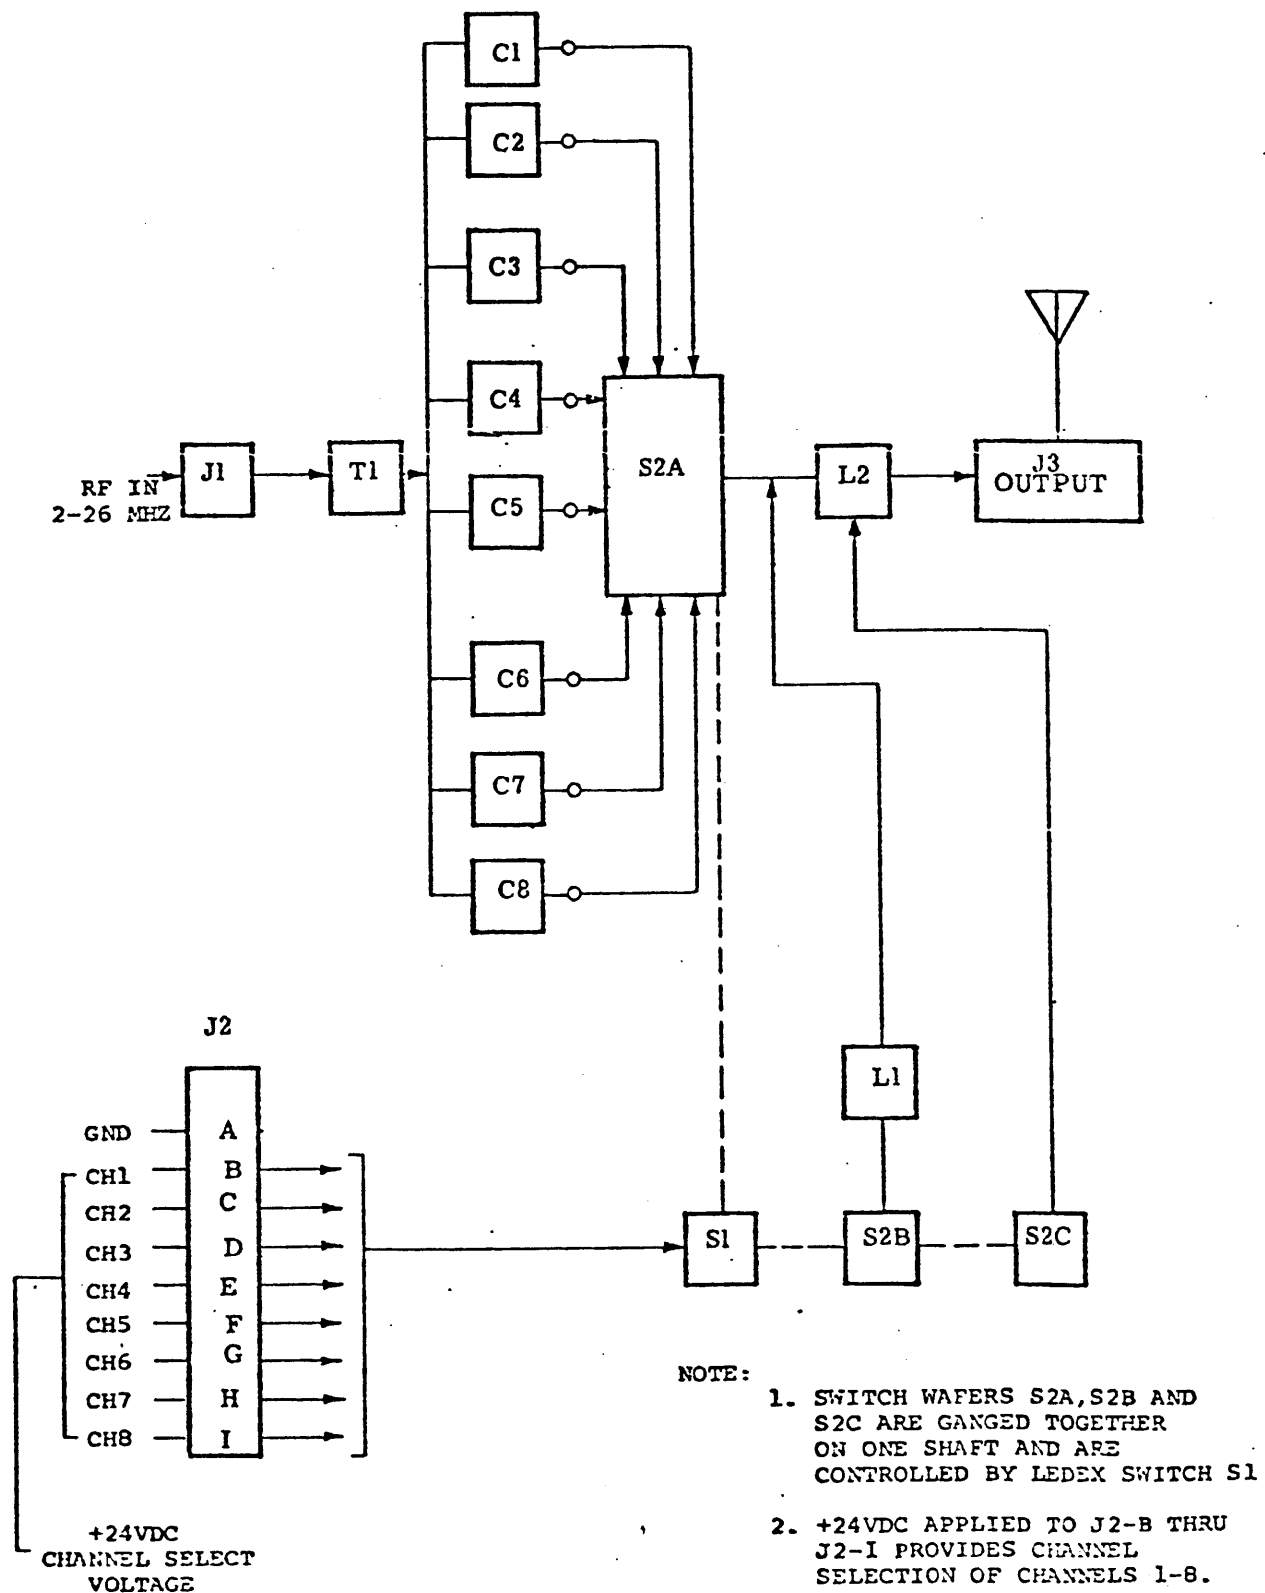 C1
C2
C3
C4
C5
C6
C7
C8
S2A
J1
T1
RF IN
2-26 MHZ
L2
J3
OUTPUT
L1
S1
S2B
S2C
J2
GND A
CH1 B
CH2 C
CH3 D
CH4 E
CH5 F
CH6 G
CH7 H
CH8 I
+24VDC
CHANNEL SELECT
VOLTAGE
NOTE:
1. SWITCH WAFERS S2A,S2B AND
S2C ARE GANGED TOGETHER
ON ONE SHAFT AND ARE
CONTROLLED BY LEDEX SWITCH S1
2. +24VDC APPLIED TO J2-B THRU
J2-I PROVIDES CHANNEL
SELECTION OF CHANNELS 1-8.